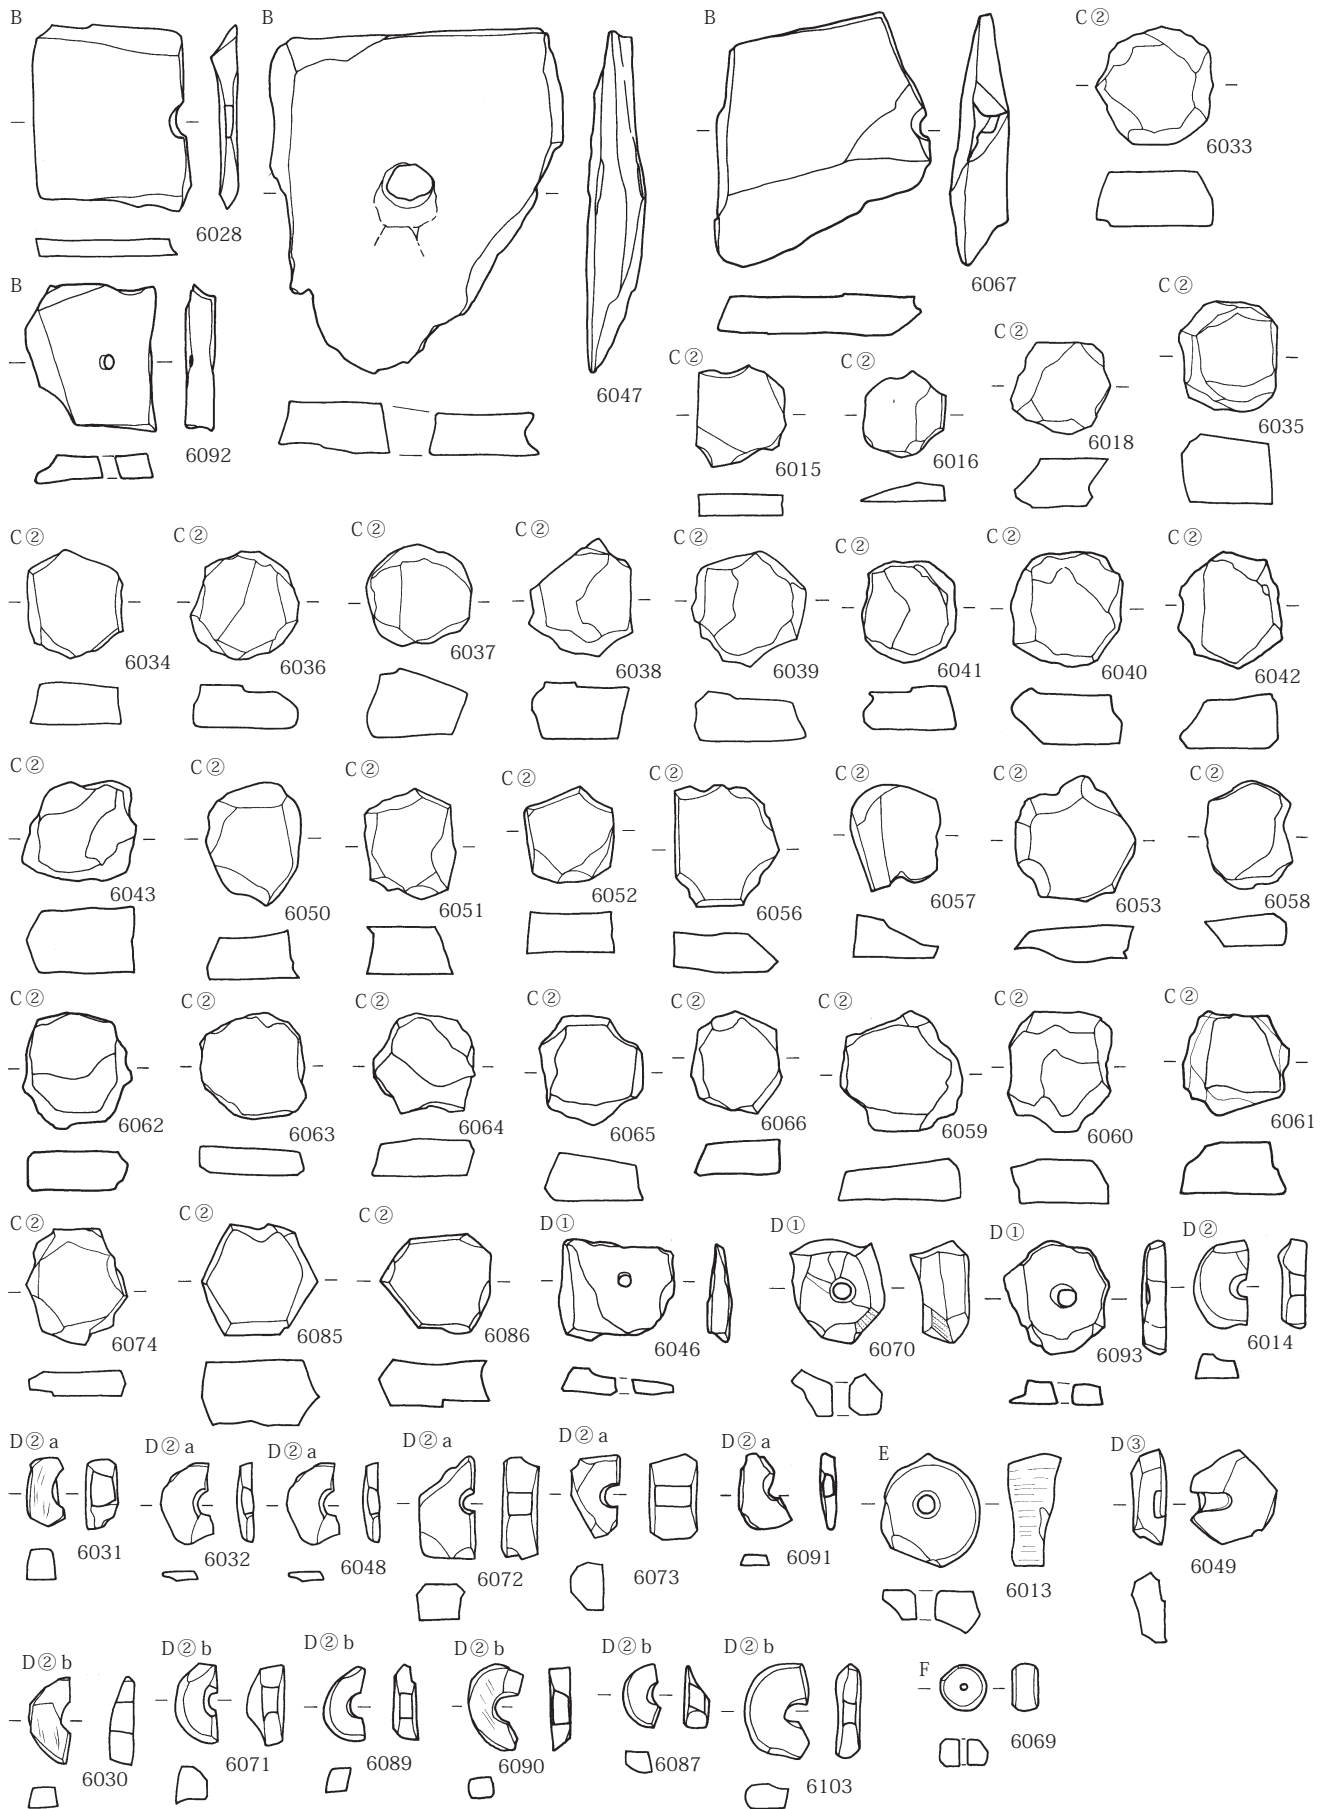 B B B C②
6033
6028
6067
B C②
C②
C② C②
6047
6092 6018 6035
6015 6016
C② C② C② C② C② C② C② C②
6034 6036 6037 6038 6039 6041 6040 6042
C② C② C② C② C② C② C② C②
6043 6050 6051 6052 6056 6057 6053 6058
C② C② C② C② C② C② C② C②
6062 6063 6064 6065 6066 6059 6060 6061
C② C② C② D① D① D① D②
6074 6085 6086 6046 6070 6093 6014
D②a D②a D②a D②a D②a D②a E D③
6031 6032 6048 6072 6073 6091 6013 6049
D②b D②b D②b D②b D②b D②b F
6030 6071 6089 6090 6087 6103 6069